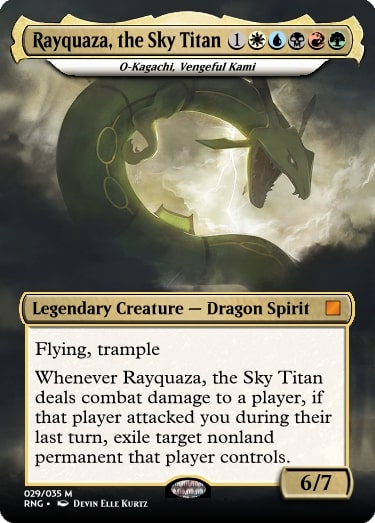 Rayquaza, the Sky Titan 1
O-Kagachi, Vengeful Kami
Legendary Creature — Dragon Spirit
Flying, trample
Whenever Rayquaza, the Sky Titan
deals combat damage to a player, if
that player attacked you during their
last turn, exile target nonland
permanent that player controls.
6/7
029/035 M
RNG • Devin Elle Kurtz